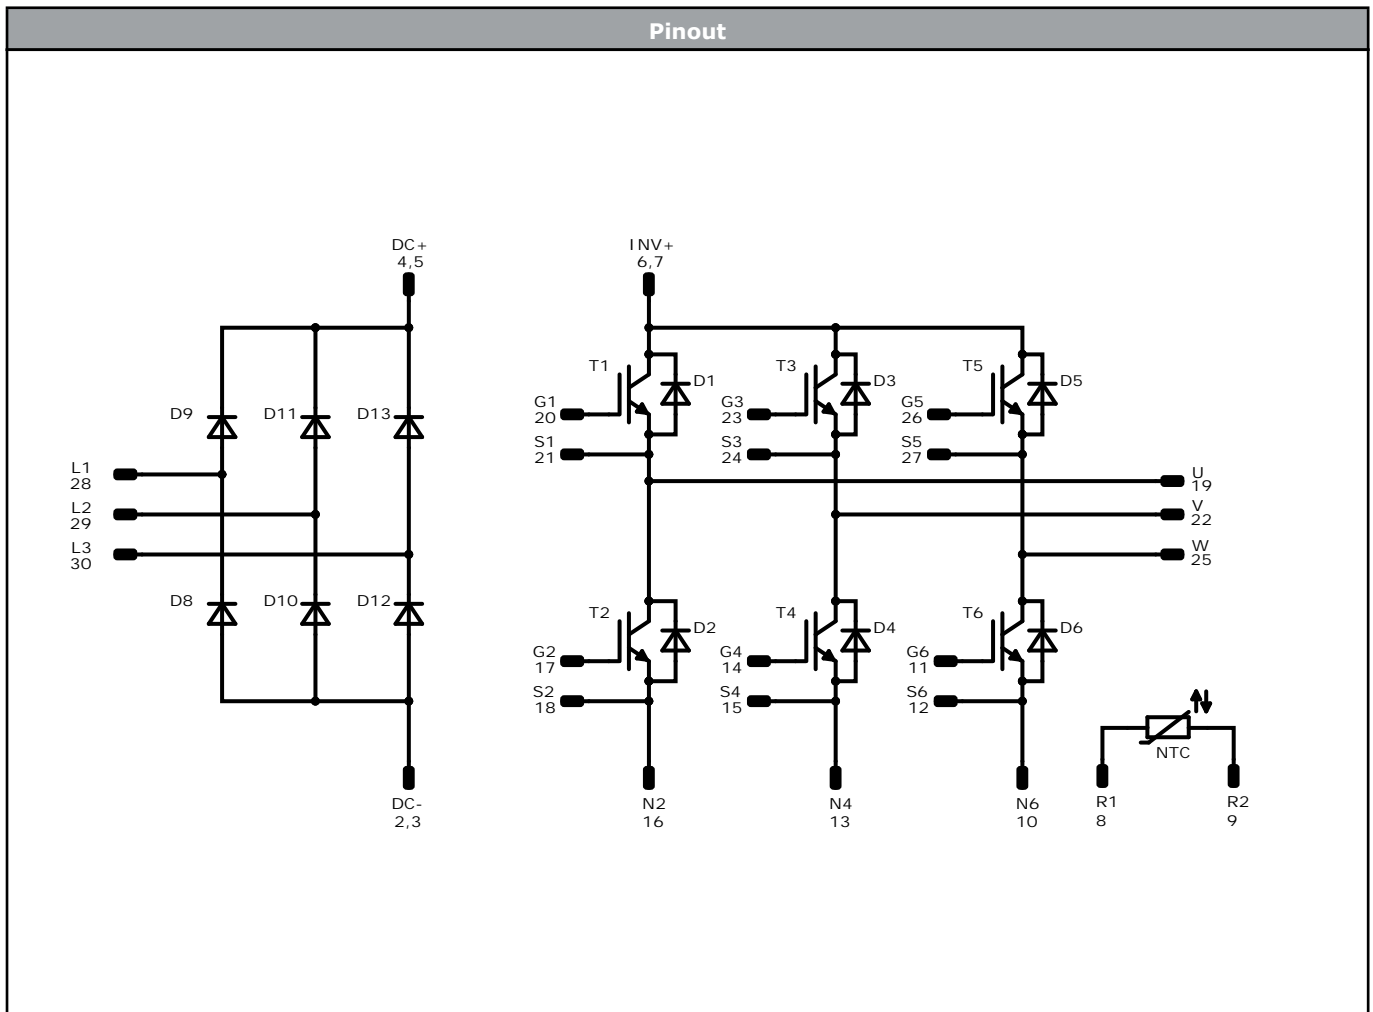 Pinout
DC+
4,5
INV+
6,7
T1
D1
T3
D3
T5
D5
D9
D11
D13
G1
20
G3
23
G5
26
S1
21
S3
24
S5
27
L1
28
U
19
L2
29
V
22
L3
30
W
25
D8
D10
D12
T2
D2
T4
D4
T6
D6
G2
17
G4
14
G6
11
S2
18
S4
15
S6
12
NTC
DC-
2,3
N2
16
N4
13
N6
10
R1
8
R2
9